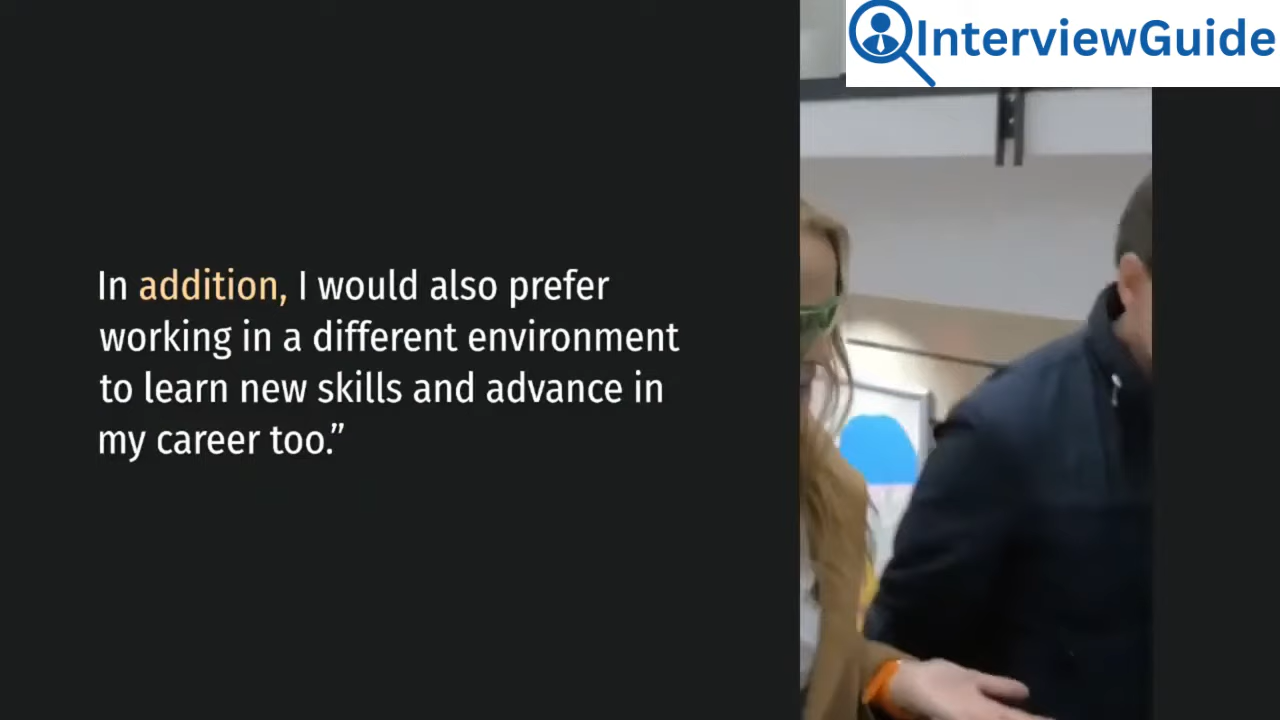 InterviewGuide
In addition, I would also prefer
working in a different environment
to learn new skills and advance in
my career too.”